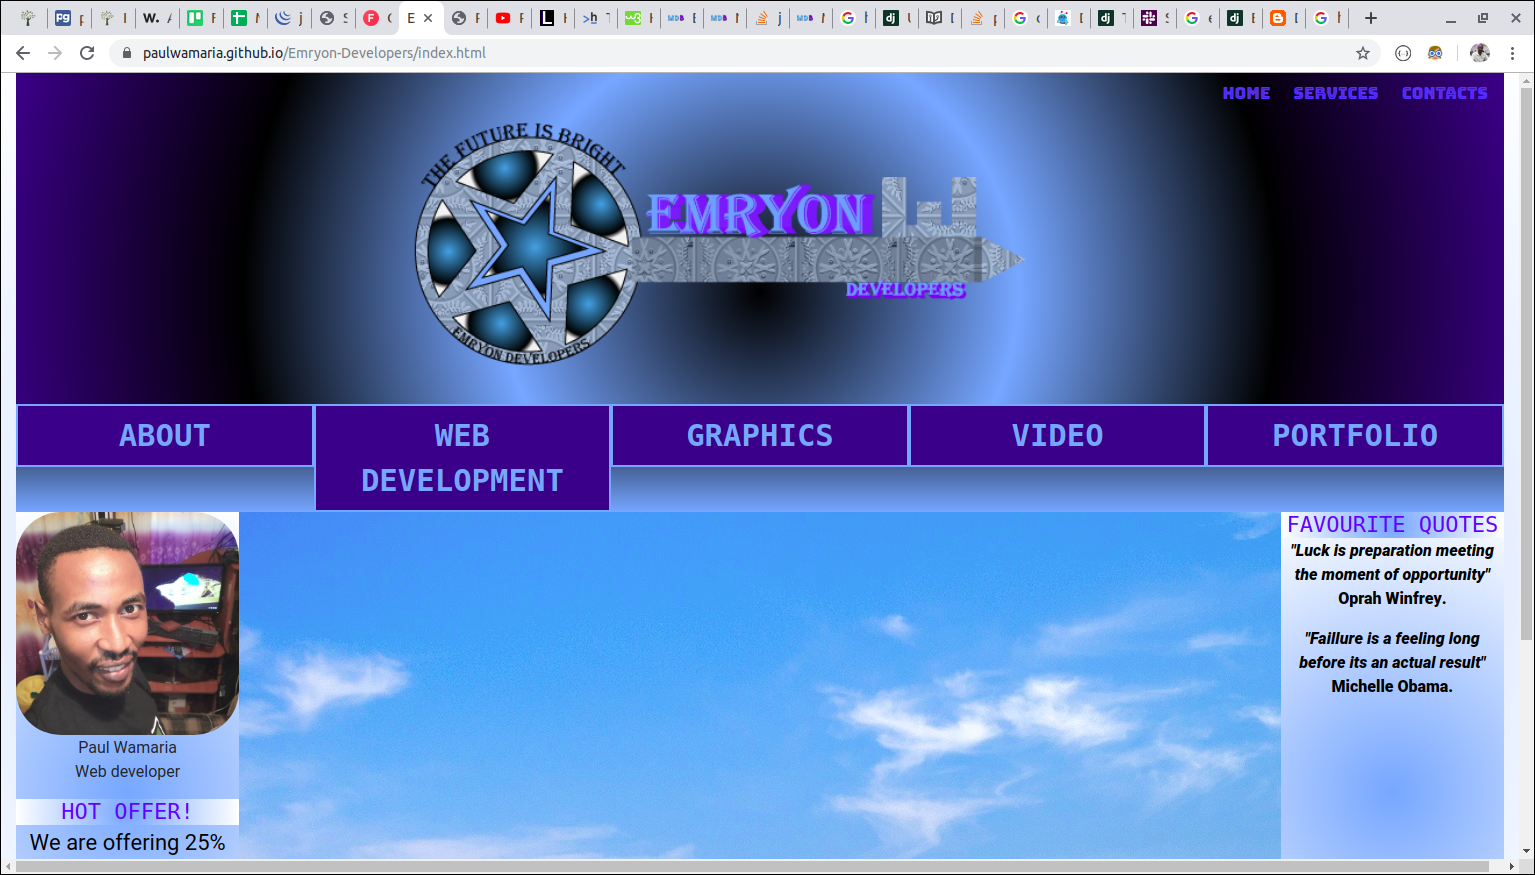 paulwamaria.github.io/Emryon-Developers/index.html
HOME SERVICES CONTACTS
THE FUTURE IS BRIGHT
EMRYON
DEVELOPERS
EMRYON DEVELOPERS
ABOUT
WEB
DEVELOPMENT
GRAPHICS
VIDEO
PORTFOLIO
Paul Wamaria
Web developer
HOT OFFER!
We are offering 25%
FAVOURITE QUOTES
"Luck is preparation meeting
the moment of opportunity"
Oprah Winfrey.
"Faillure is a feeling long
before its an actual result"
Michelle Obama.